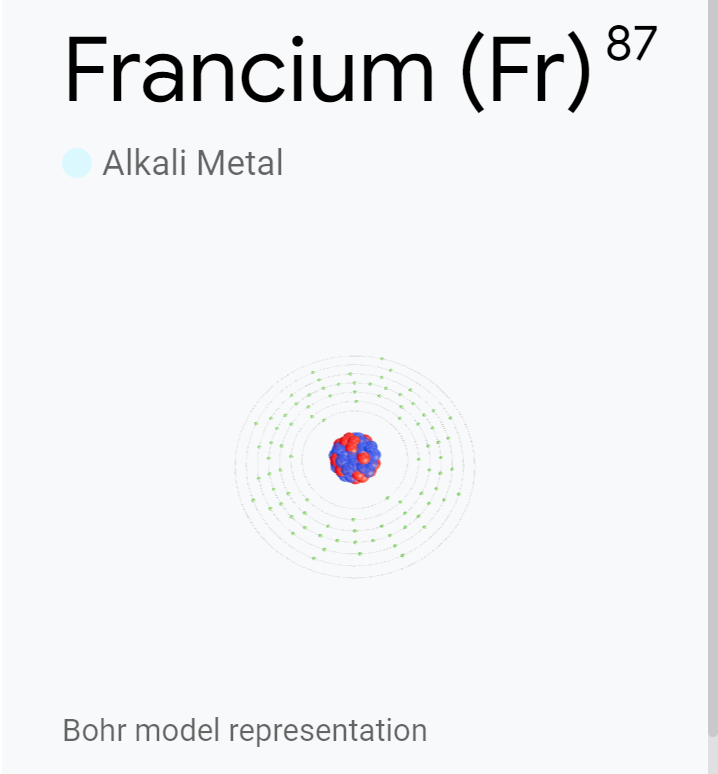 Francium (Fr) 87
Alkali Metal
Bohr model representation